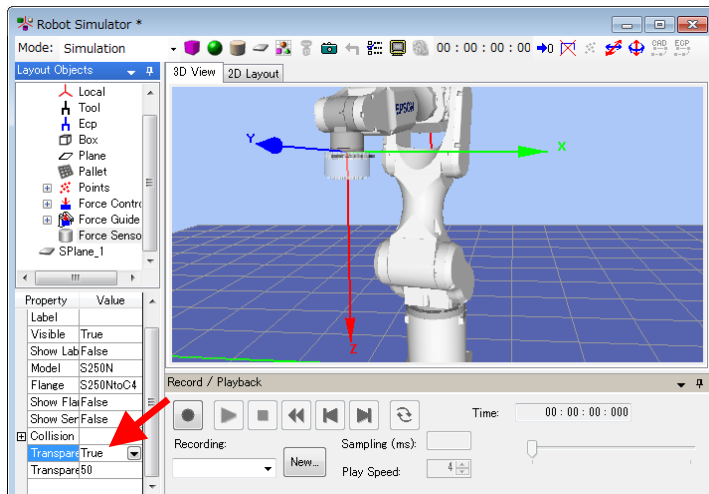 Robot Simulator *
Mode: Simulation
00 : 00 : 00 : 00
CAD
ECP
Layout Objects
Local
Tool
Ecp
Box
Plane
Pallet
Points
Force Contro
Force Guide
Force Senso
SPlane_1
3D View
2D Layout
EPSON
Y
X
Z
Property Value
Label
Visible True
Show Lab False
Model S250N
Flange S250NtoC4
Show Fla False
Show Ser False
Collision
Transpare True
Transpare 50
Record / Playback
Time: 00 : 00 : 00 : 000
Recording:
New...
Sampling (ms):
Play Speed: 4